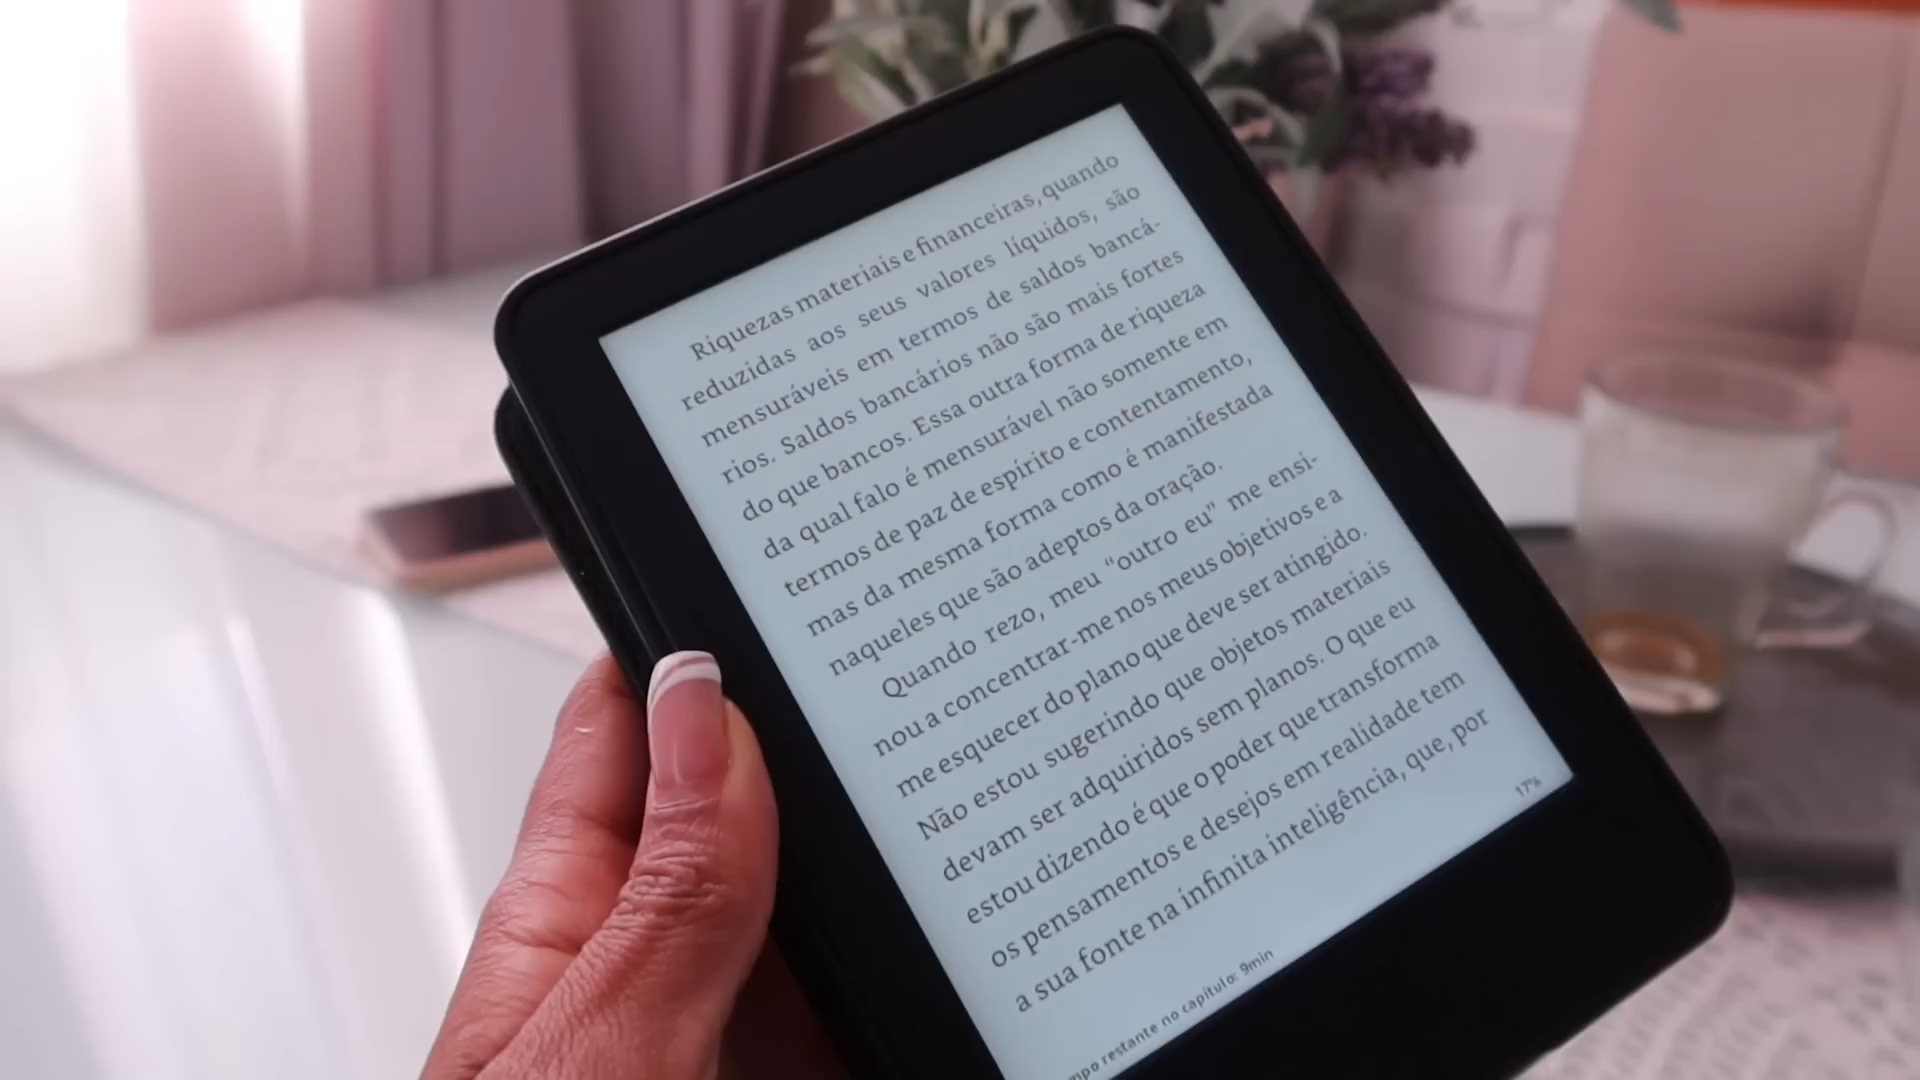 Riquezas materiais e financeiras, quando
reduzidas aos seus valores líquidos, são
mensuráveis em termos de saldos bancá-
rios. Saldos bancários não são mais fortes
do que bancos. Essa outra forma de riqueza
da qual falo é mensurável não somente em
termos de paz de espírito e contentamento,
mas da mesma forma como é manifestada
naqueles que são adeptos da oração.
Quando rezo, meu “outro eu” me ensi-
nou a concentrar-me nos meus objetivos e a
me esquecer do plano que deve ser atingido.
Não estou sugerindo que objetos materiais
devam ser adquiridos sem planos. O que eu
estou dizendo é que o poder que transforma
os pensamentos e desejos em realidade tem
a sua fonte na infinita inteligência, que, por
mpo restante no capítulo: 9min
17%